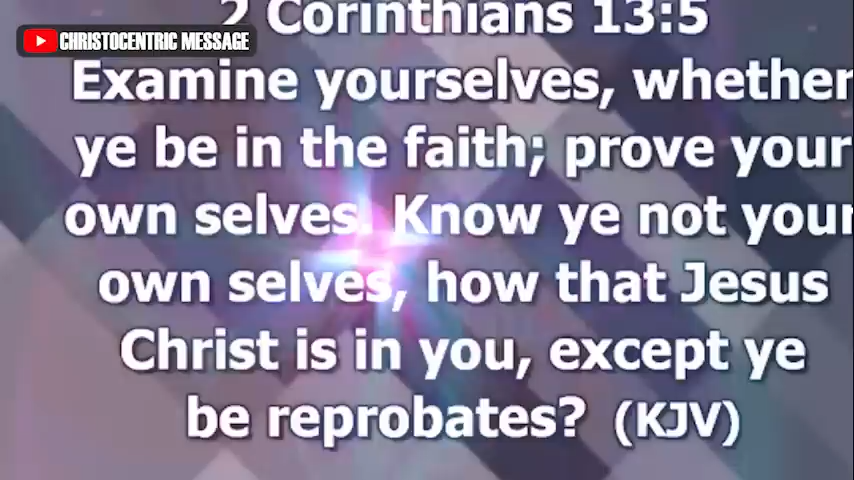 2 Corinthians 13:5
CHRISTOCENTRIC MESSAGE
Examine yourselves, whether
ye be in the faith; prove your
own selves. Know ye not your
own selves, how that Jesus
Christ is in you, except ye
be reprobates? (KJV)